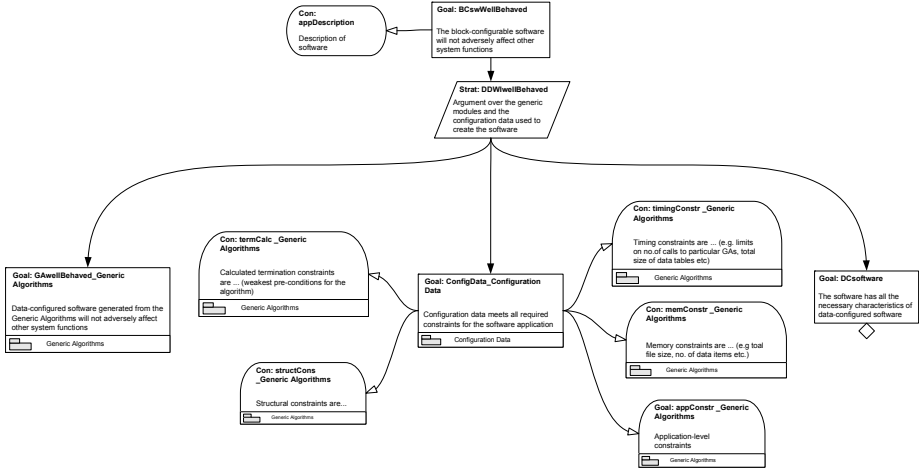 Con:
appDescription
Description of
software
Goal: BCswWellBehaved
The block-configurable software
will not adversely affect other
system functions
Strat: DDWIwellBehaved
Argument over the generic
modules and the
configuration data used to
create the software
Goal: GAwellBehaved_Generic
Algorithms
Data-configured software generated from the
Generic Algorithms will not adversely affect
other system functions
Generic Algorithms
Con: termCalc _Generic
Algorithms
Calculated termination constraints
are ... (weakest pre-conditions for the
algorithm)
Generic Algorithms
Con: structCons
_Generic Algorithms
Structural constraints are...
Generic Algorithms
Goal: ConfigData_Configuration
Data
Configuration data meets all required
constraints for the software application
Configuration Data
Con: timingConstr _Generic
Algorithms
Timing constraints are ... (e.g. limits
on no.of calls to particular GAs, total
size of data tables etc)
Generic Algorithms
Con: memConstr _Generic
Algorithms
Memory constraints are ... (e.g toal
file size, no. of data items etc.)
Generic Algorithms
Goal: appConstr _Generic
Algorithms
Application-level
constraints
Generic Algorithms
Goal: DCsoftware
The software has all the
necessary characteristics of
data-configured software